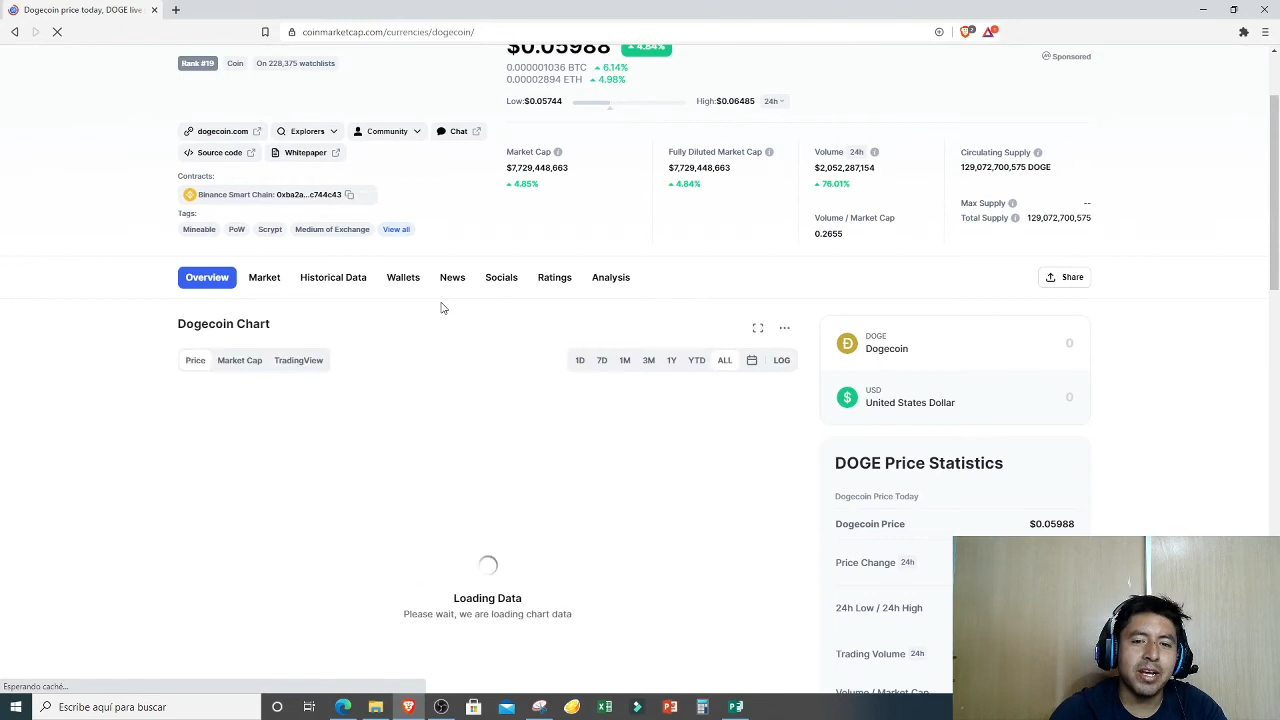 Dogecoin price today, DOGE live
coinmarketcap.com/currencies/dogecoin/
$0.05988 4.84%
Rank #19 Coin On 228,375 watchlists
0.000001036 BTC 6.14%
0.00002894 ETH 4.98%
Sponsored
Low:$0.05744 High:$0.06485 24h
dogecoin.com Explorers Community Chat
Source code Whitepaper
Contracts:
Binance Smart Chain: 0xba2a...c744c43
Tags:
Mineable PoW Scrypt Medium of Exchange View all
Market Cap
$7,729,448,663
4.85%
Fully Diluted Market Cap
$7,729,448,663
4.84%
Volume 24h
$2,052,287,154
76.01%
Volume / Market Cap
0.2655
Circulating Supply
129,072,700,575 DOGE
Max Supply --
Total Supply 129,072,700,575
Overview Market Historical Data Wallets News Socials Ratings Analysis Share
Dogecoin Chart
Price Market Cap TradingView 1D 7D 1M 3M 1Y YTD ALL LOG
Loading Data
Please wait, we are loading chart data
DOGE
Dogecoin 0
USD
United States Dollar 0
DOGE Price Statistics
Dogecoin Price Today
Dogecoin Price $0.05988
Price Change 24h
24h Low / 24h High
Trading Volume 24h
Volume / Market Cap
Esperando caché...
Escribe aquí para buscar